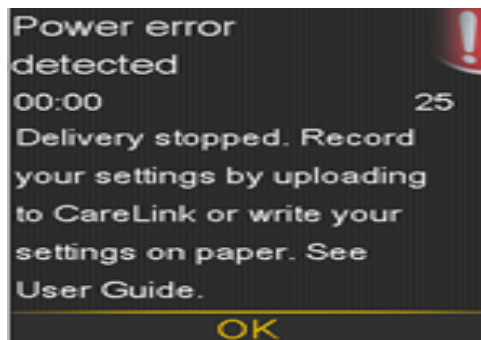 Power error
detected
00:00 25
Delivery stopped. Record
your settings by uploading
to CareLink or write your
settings on paper. See
User Guide.
OK